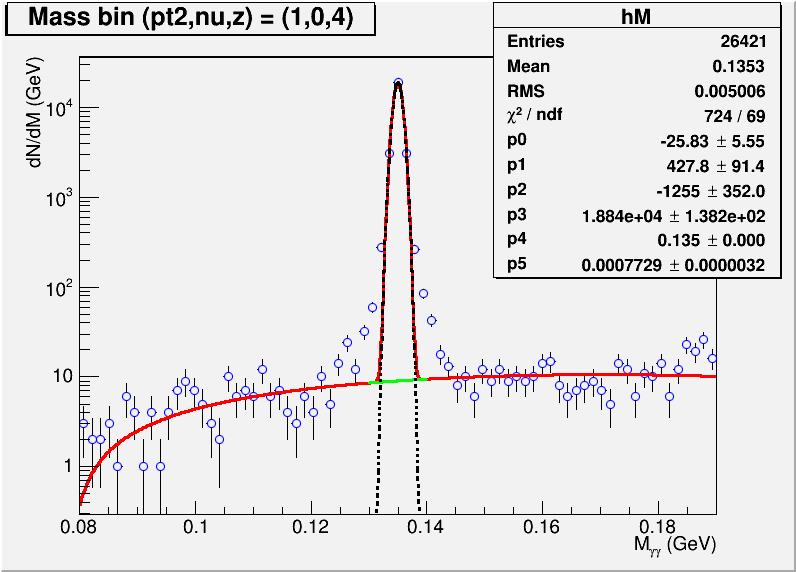 Mass bin (pt2,nu,z) = (1,0,4)
hM
Entries 26421
Mean 0.1353
RMS 0.005006
χ² / ndf 724 / 69
p0 -25.83 ± 5.55
p1 427.8 ± 91.4
p2 -1255 ± 352.0
p3 1.884e+04 ± 1.382e+02
p4 0.135 ± 0.000
p5 0.0007729 ± 0.0000032
dN/dM (GeV)
10⁴
10³
10²
10
1
0.08 0.1 0.12 0.14 0.16 0.18
Mγγ (GeV)